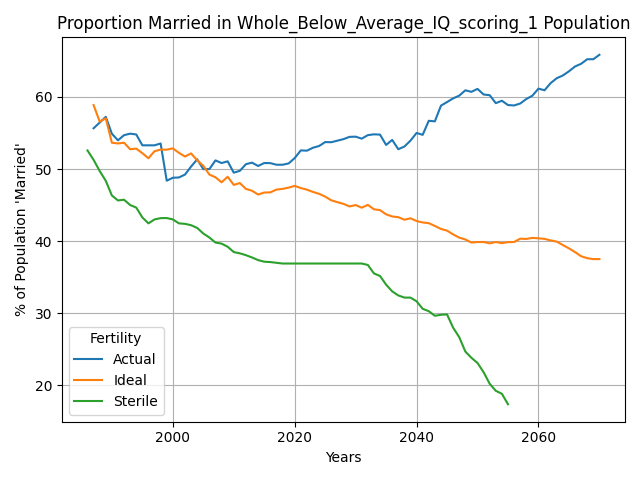 Proportion Married in Whole_Below_Average_IQ_scoring_1 Population
% of Population 'Married'
60
50
40
30
20
Fertility
Actual
Ideal
Sterile
2000
2020
2040
2060
Years